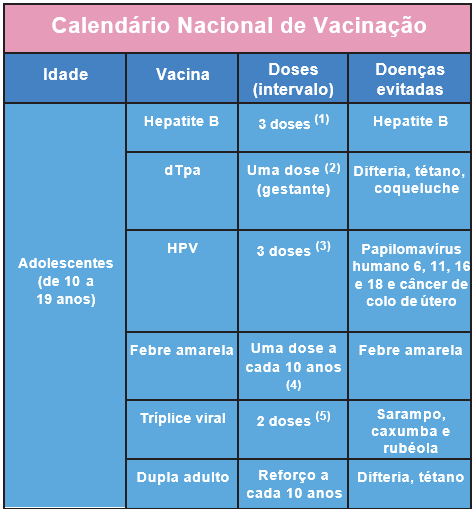 Calendário Nacional de Vacinação
Idade
Vacina
Doses
(intervalo)
Doenças
evitadas
Adolescentes
(de 10 a
19 anos)
Hepatite B
3 doses (1)
Hepatite B
dTpa
Uma dose (2)
(gestante)
Difteria, tétano,
coqueluche
HPV
3 doses (3)
Papilomavírus
humano 6, 11, 16
e 18 e câncer de
colo de útero
Febre amarela
Uma dose a
cada 10 anos
(4)
Febre amarela
Tríplice viral
2 doses (5)
Sarampo,
caxumba e
rubéola
Dupla adulto
Reforço a
cada 10 anos
Difteria, tétano